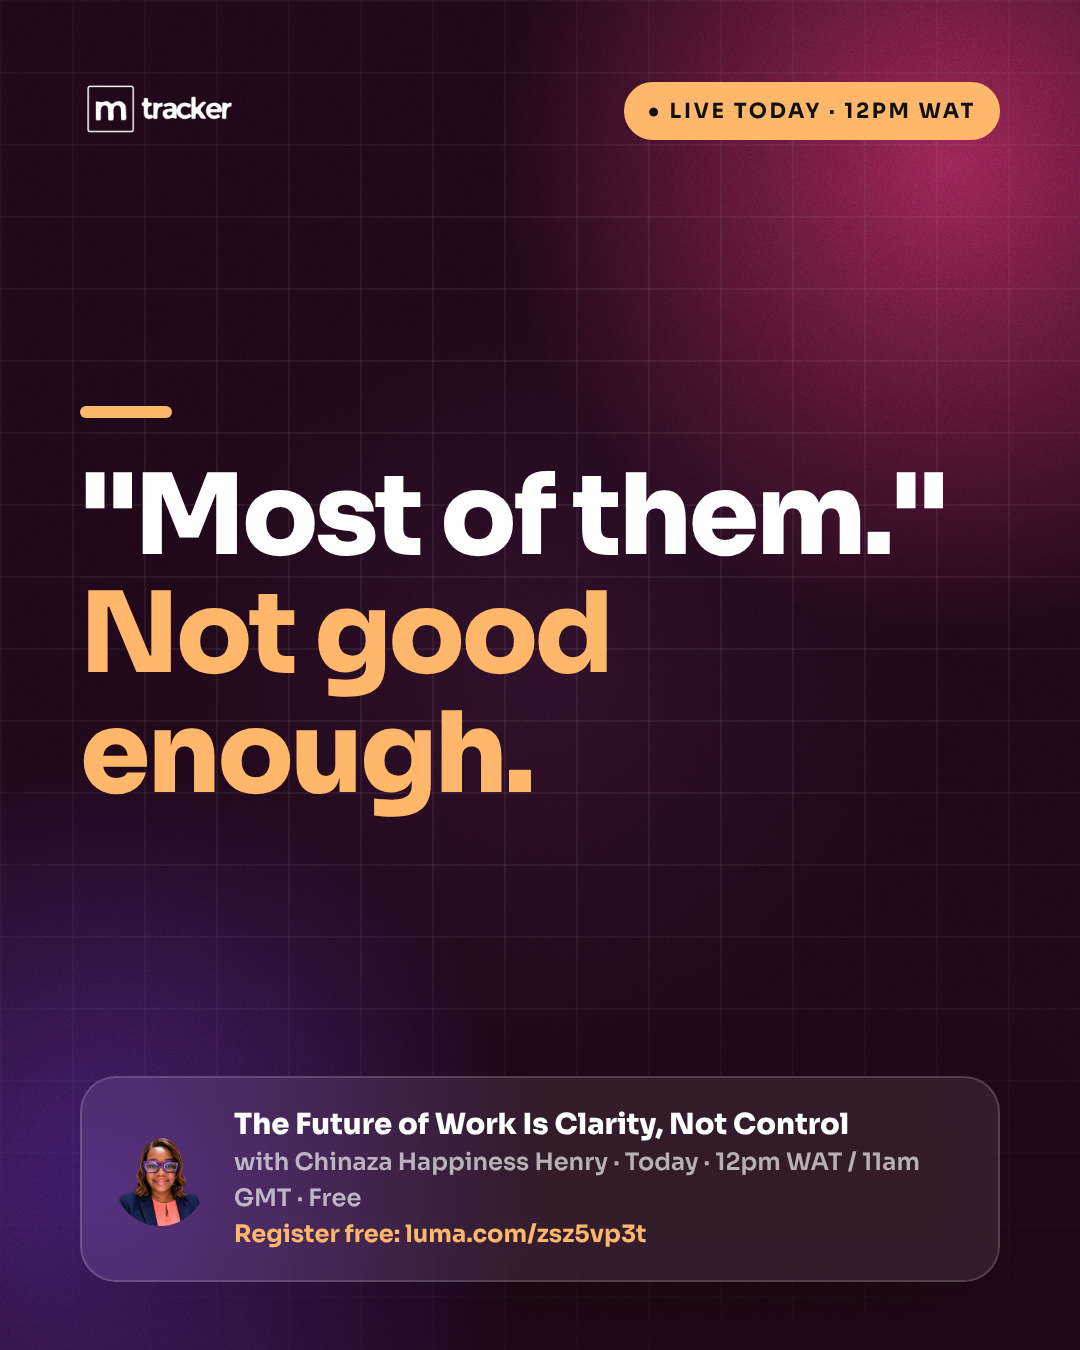 m tracker
• LIVE TODAY · 12PM WAT
"Most of them."
Not good
enough.
The Future of Work Is Clarity, Not Control
with Chinaza Happiness Henry · Today · 12pm WAT / 11am
GMT · Free
Register free: luma.com/zsz5vp3t